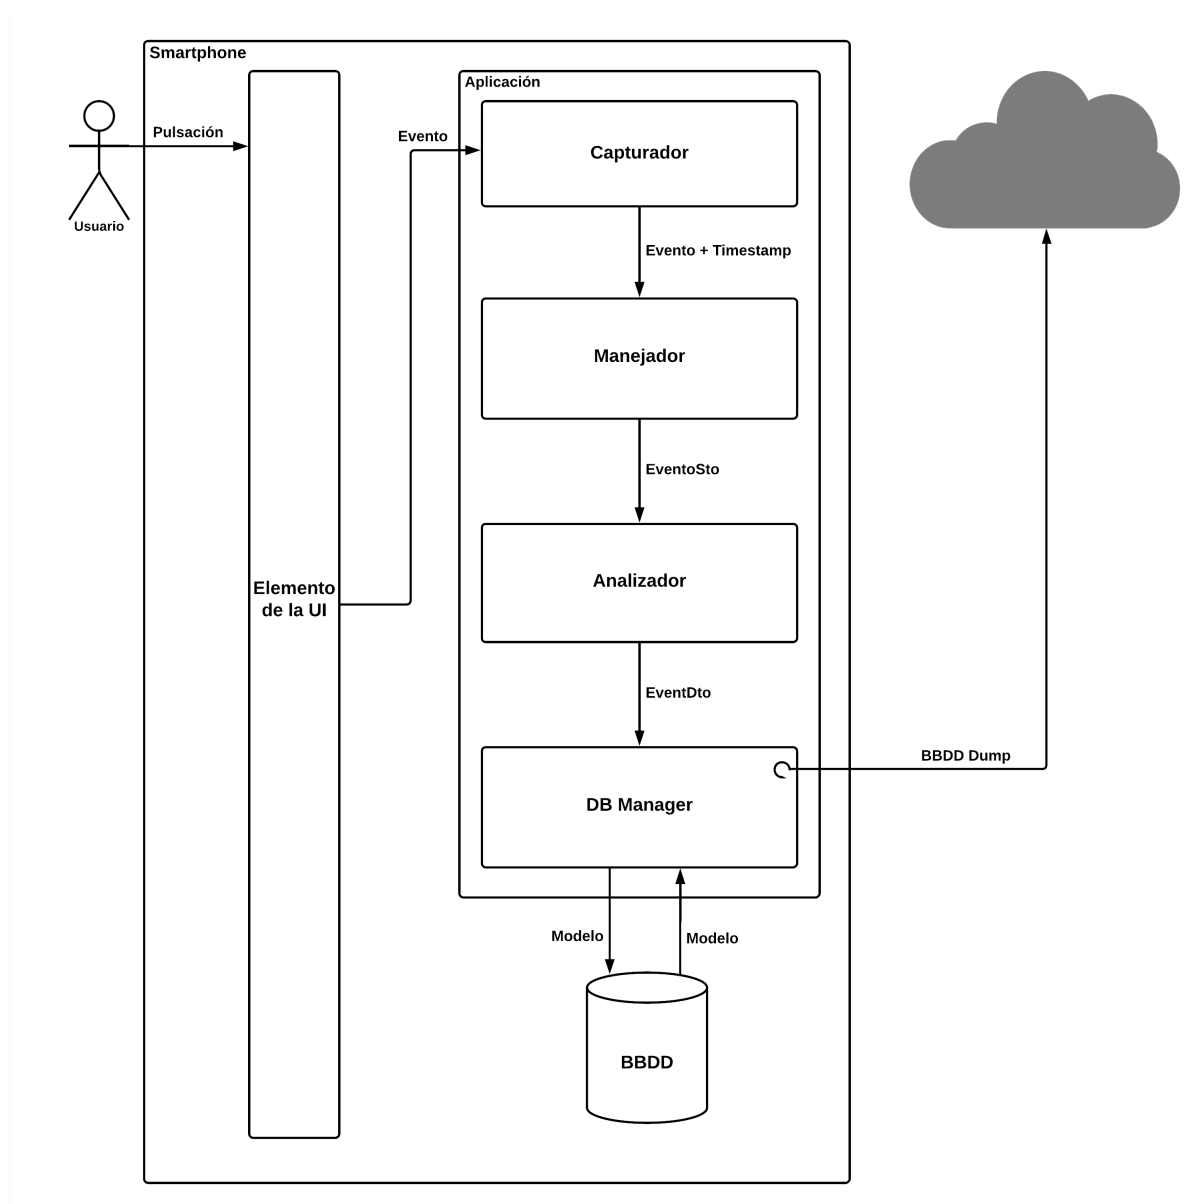 Smartphone
Aplicación
Pulsación
Evento
Capturador
Usuario
Evento + Timestamp
Manejador
EventoSto
Elemento
de la UI
Analizador
EventDto
BBDD Dump
DB Manager
Modelo
Modelo
BBDD